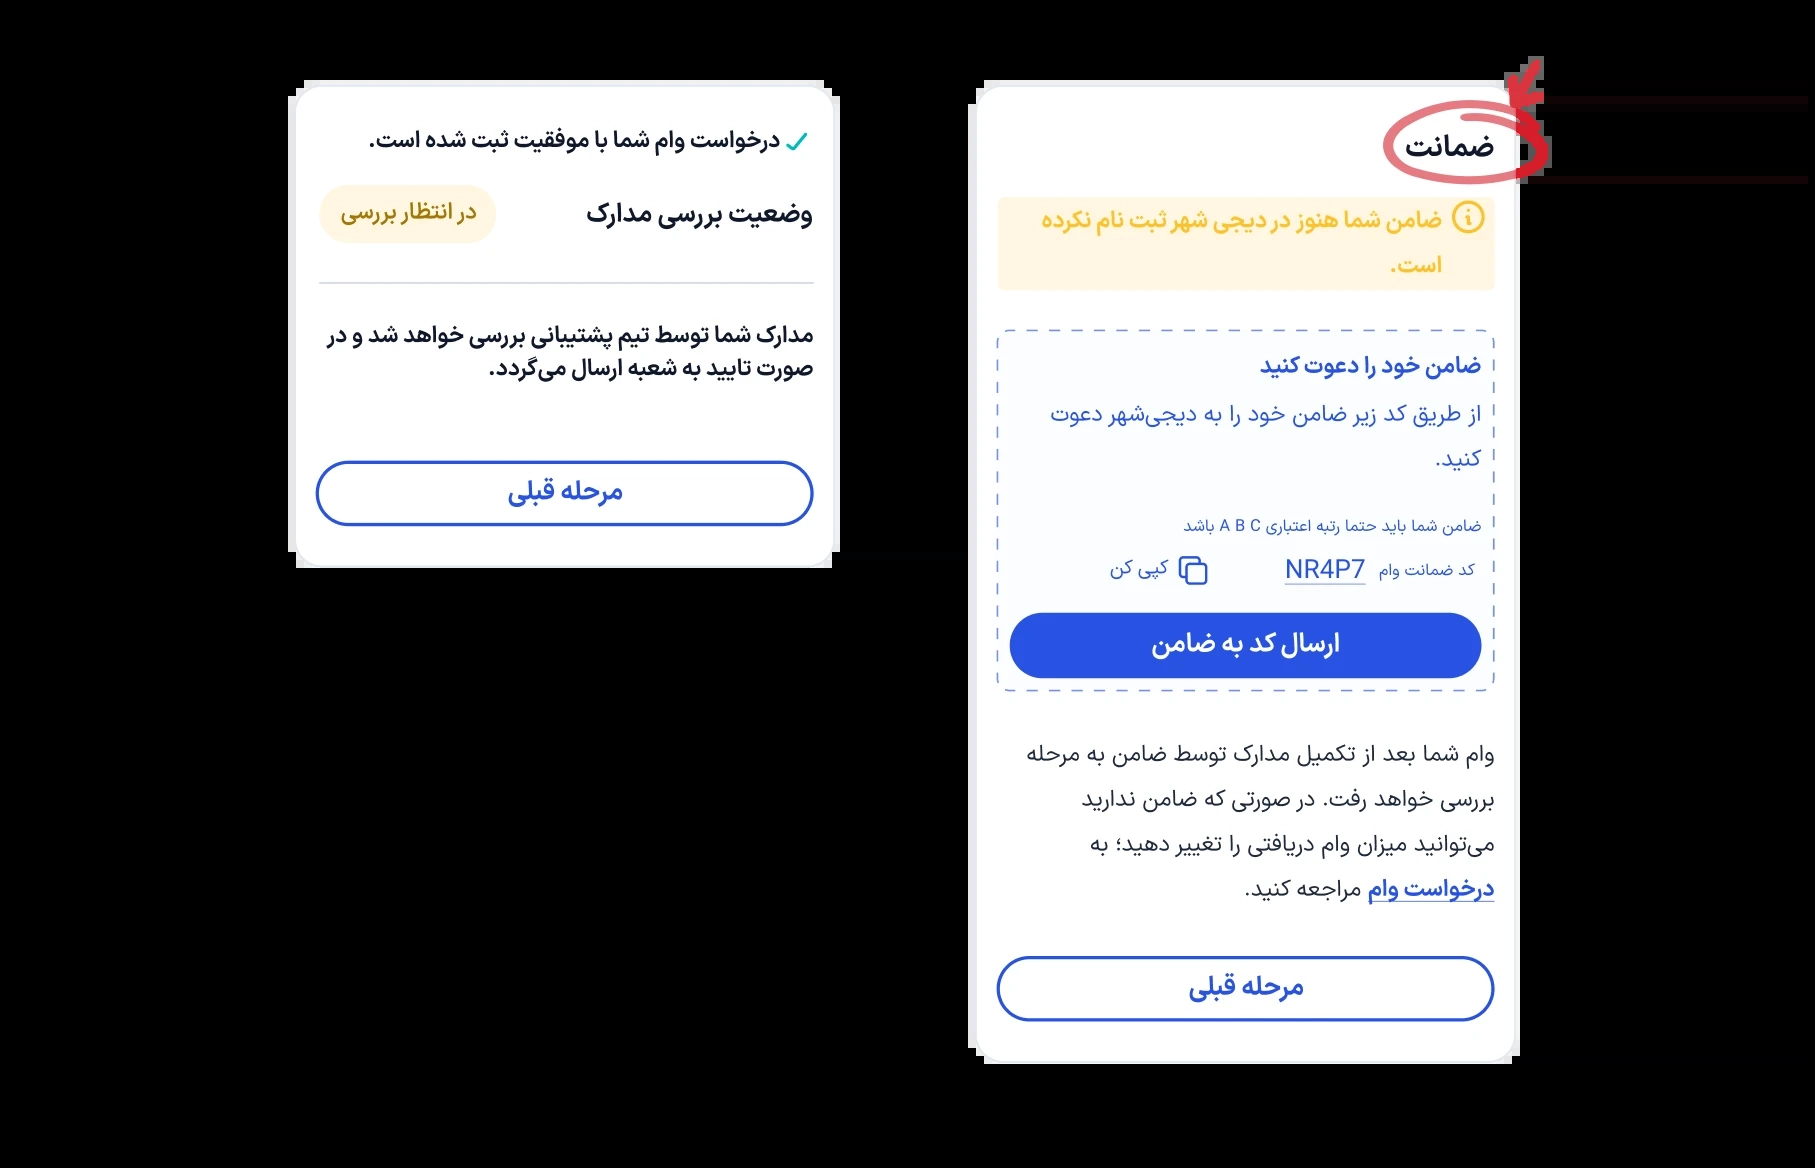 ضمانت
ضامن شما هنوز در دیجی شهر ثبت نام نکرده
است.
ضامن خود را دعوت کنید
از طریق کد زیر ضامن خود را به دیجی‌شهر دعوت
کنید.
ضامن شما باید حتما رتبه اعتباری A B C باشد
کد ضمانت وام NR4P7 کپی کن
ارسال کد به ضامن
وام شما بعد از تکمیل مدارک توسط ضامن به مرحله
بررسی خواهد رفت. در صورتی که ضامن ندارید
می‌توانید میزان وام دریافتی را تغییر دهید؛ به
درخواست وام مراجعه کنید.
مرحله قبلی
درخواست وام شما با موفقیت ثبت شده است.
وضعیت بررسی مدارک در انتظار بررسی
مدارک شما توسط تیم پشتیبانی بررسی خواهد شد و در
صورت تایید به شعبه ارسال می‌گردد.
مرحله قبلی